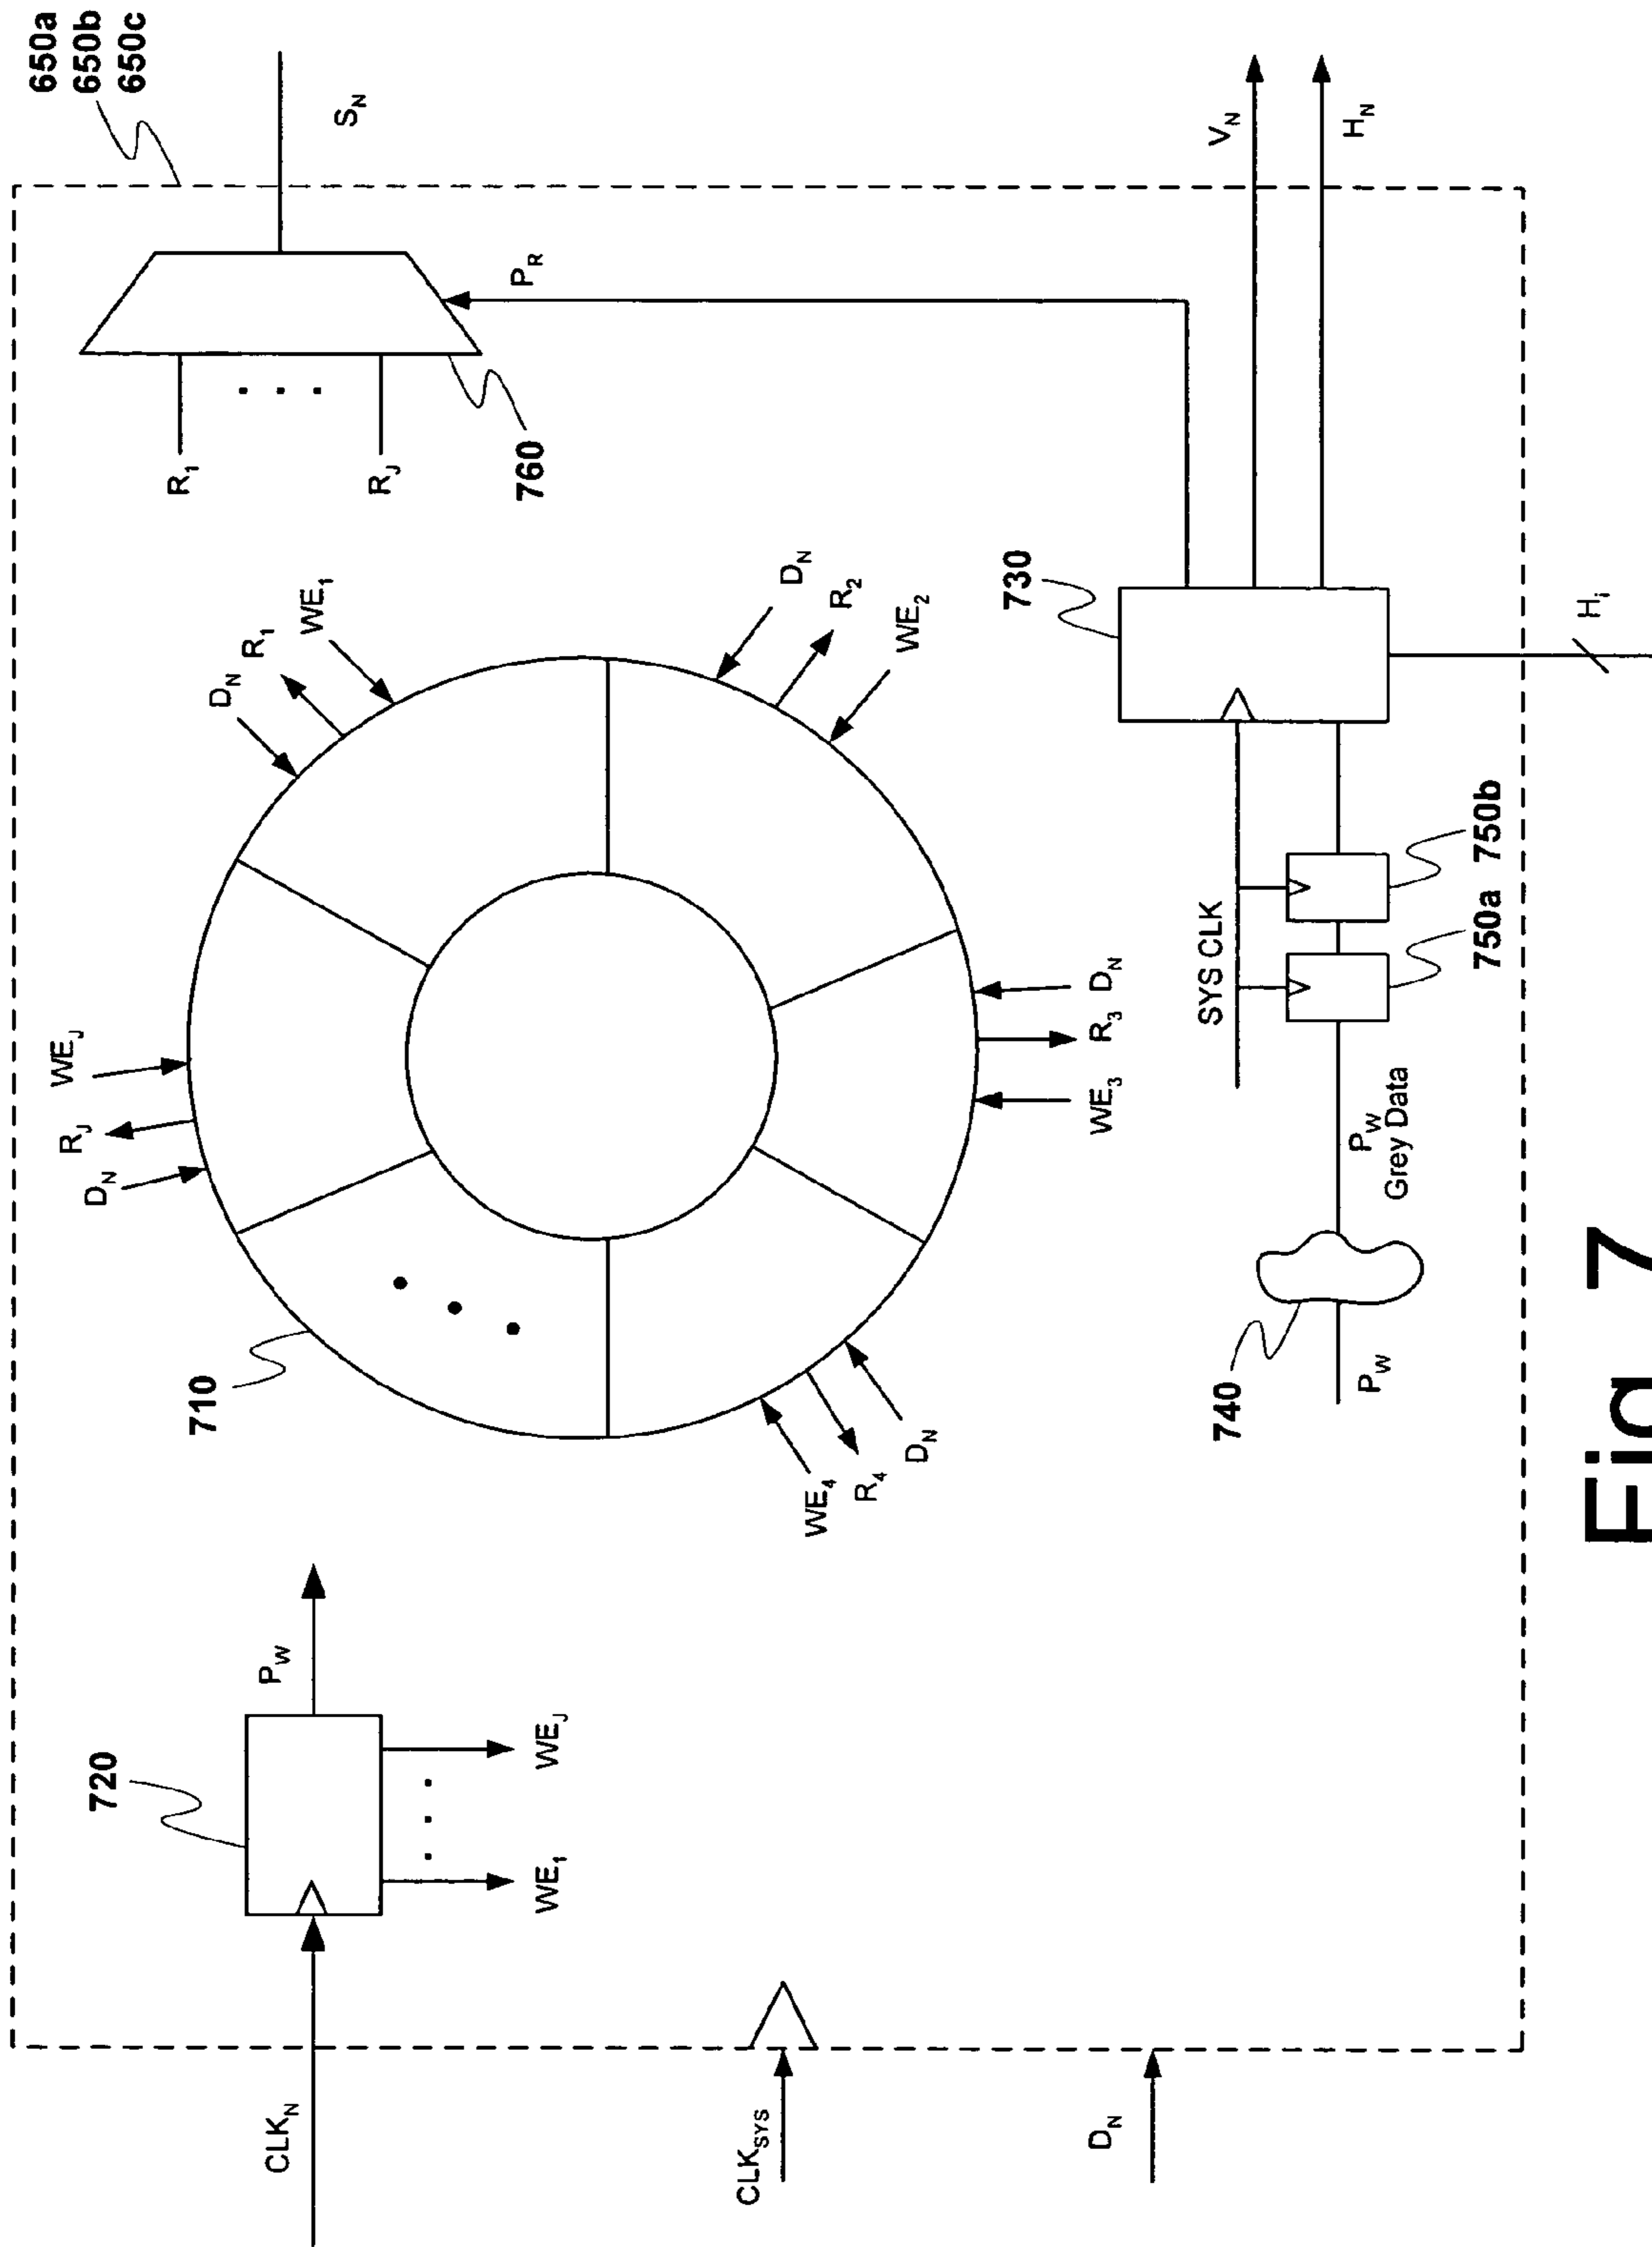 650a
650b
650c
S_N
R_1
R_J
760
P_R
V_N
H_N
D_N
R_1
WE_1
D_N
R_2
WE_2
WE_J
R_J
D_N
D_N
R_3
WE_3
WE_4
R_4
D_N
710
730
H_i
SYS CLK
750a
750b
P_W
Grey Data
740
P_W
720
P_W
WE_1
WE_J
CLK_N
CLK_SYS
D_N
Fig. 7